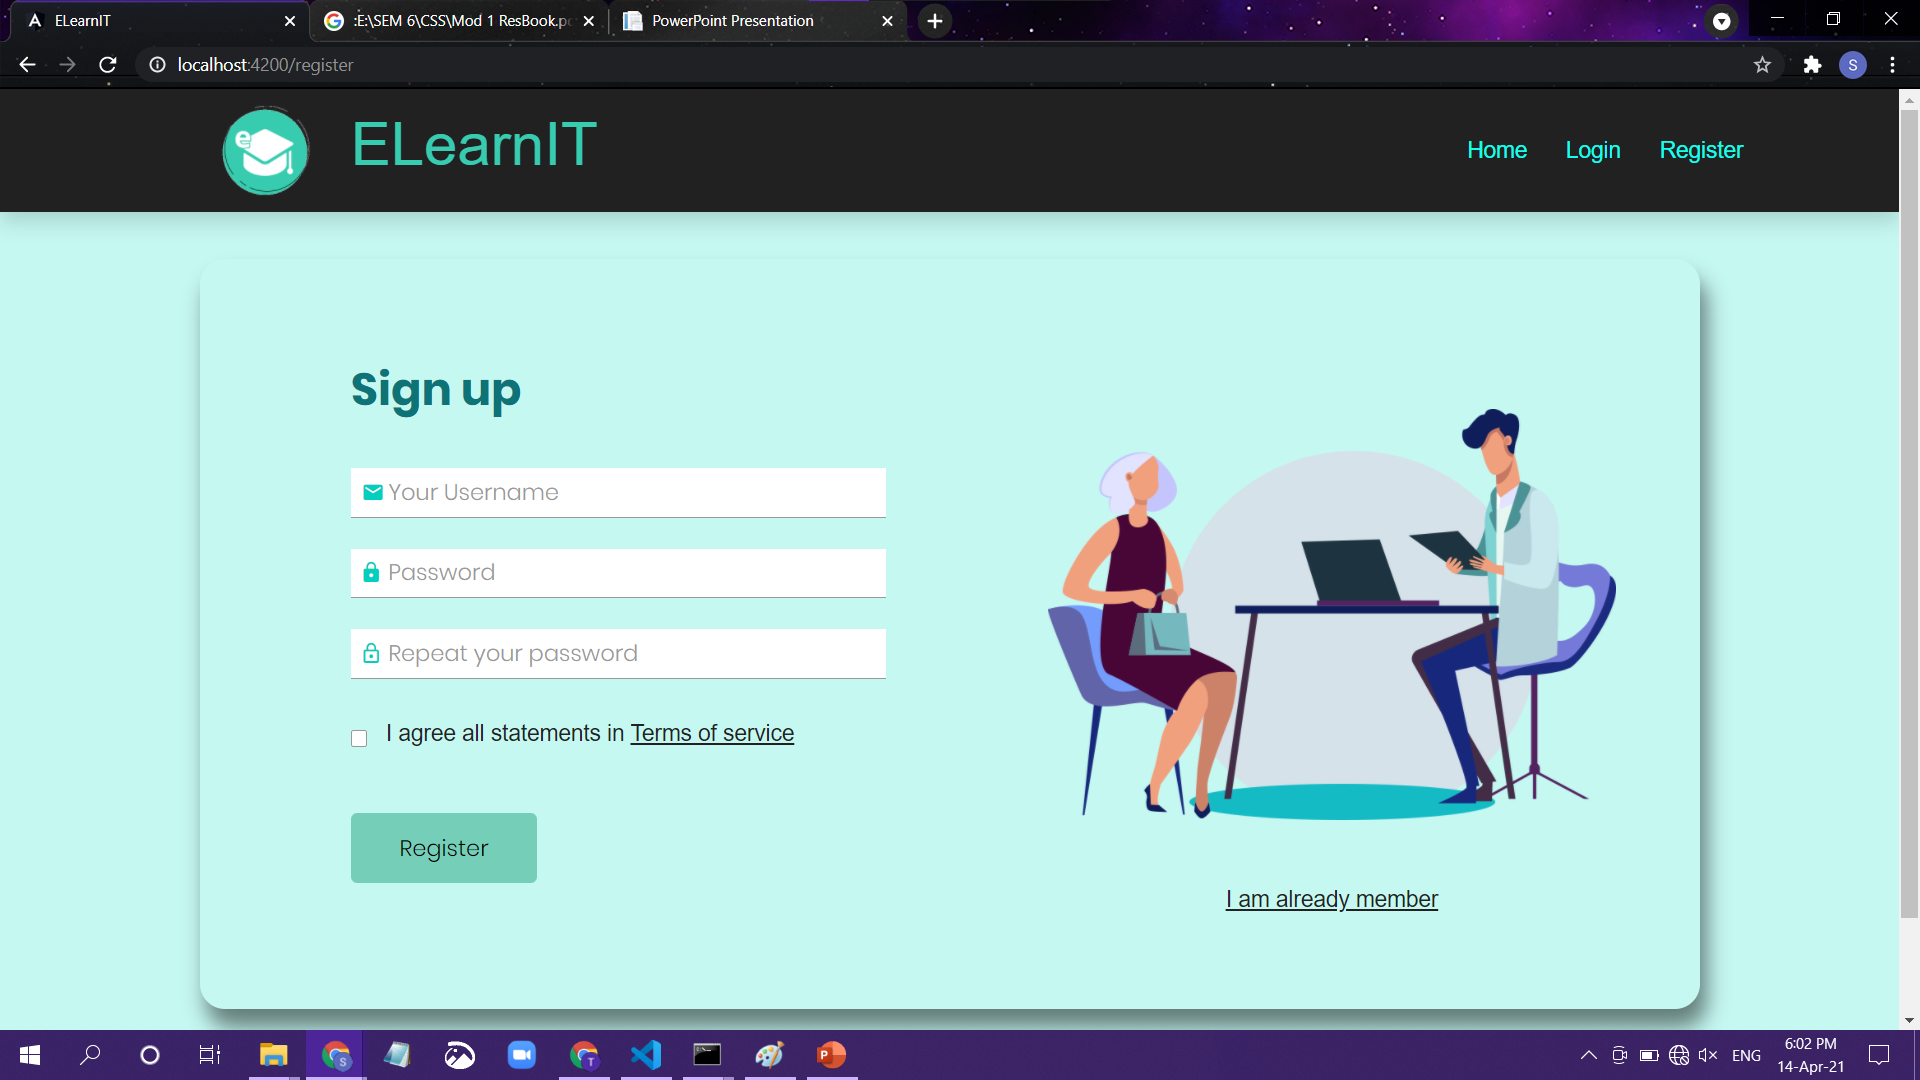 ELearnIT
:E:\SEM 6\CSS\Mod 1 ResBook.pc
PowerPoint Presentation
localhost:4200/register
S
e
ELearnIT
Home
Login
Register
Sign up
Your Username
Password
Repeat your password
I agree all statements in Terms of service
Register
I am already member
S
T
P
ENG
6:02 PM
14-Apr-21